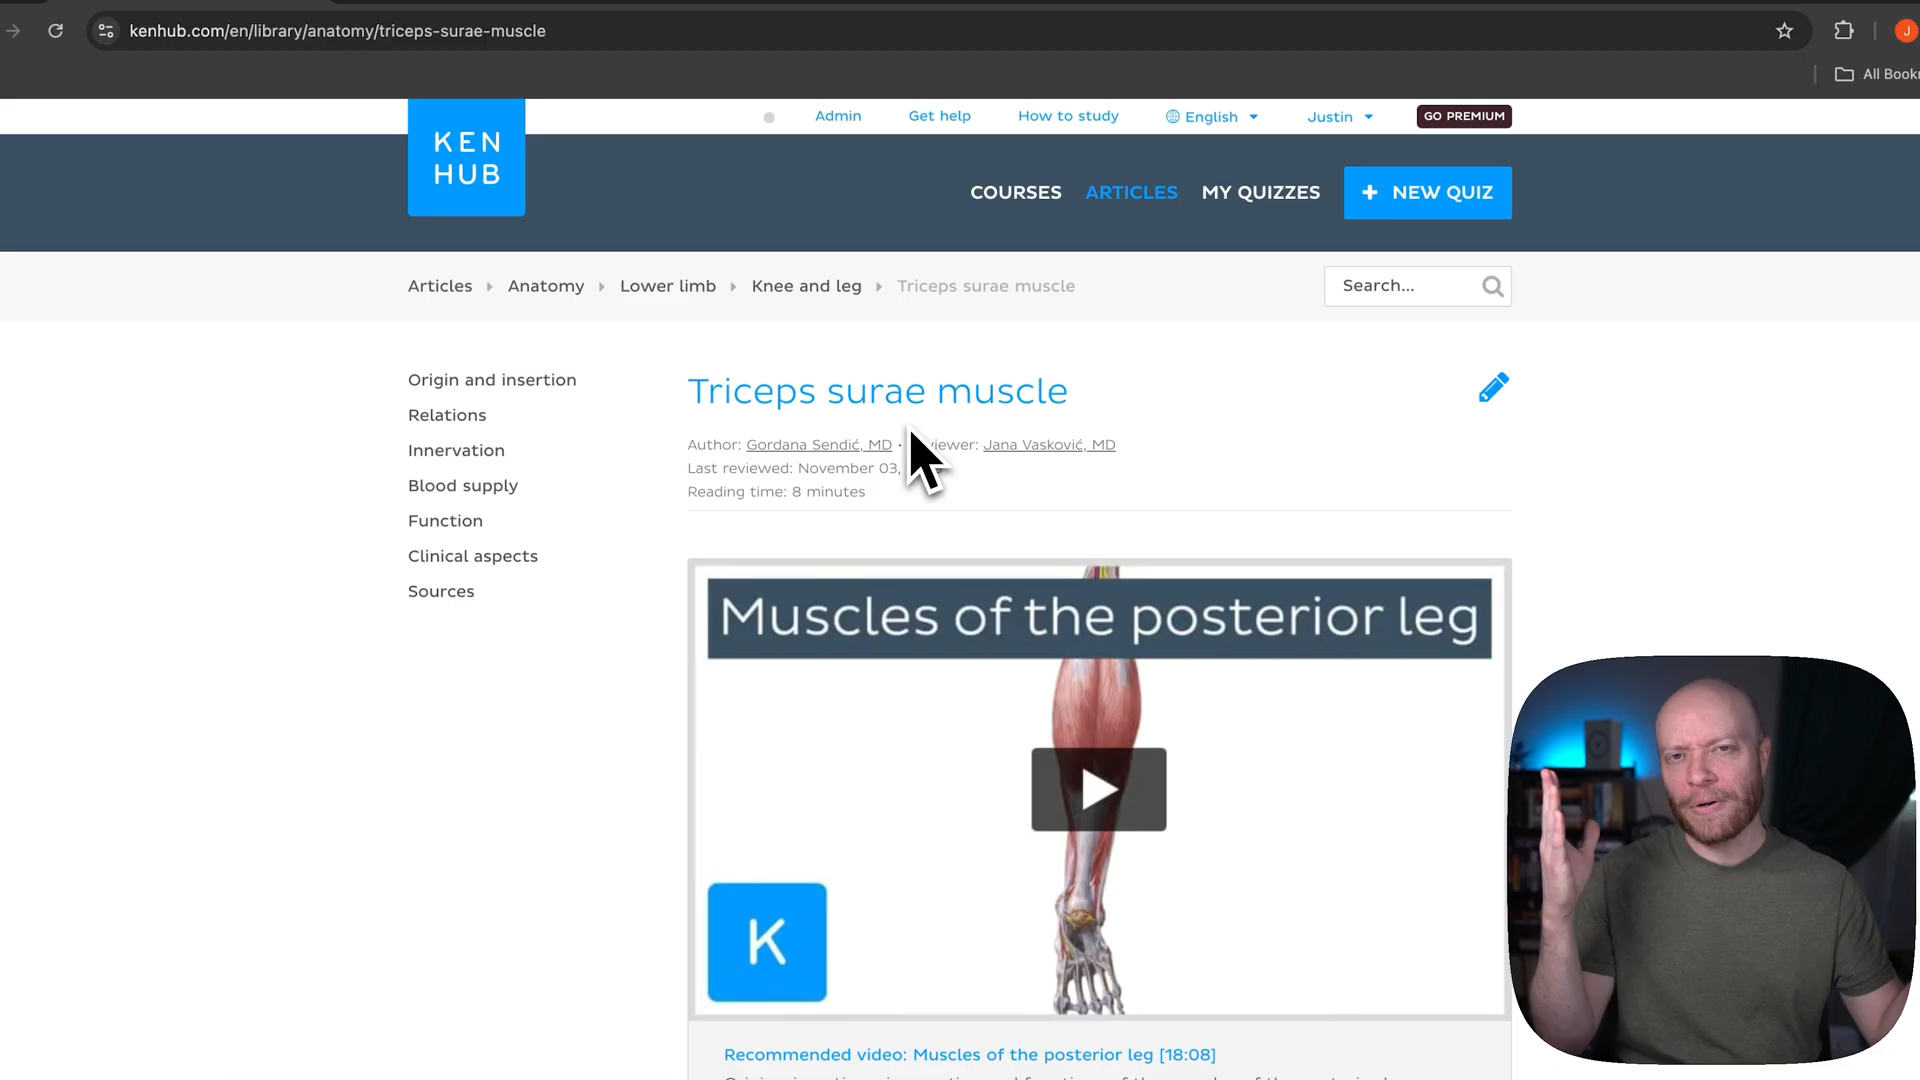 kenhub.com/en/library/anatomy/triceps-surae-muscle
J
All Book
KEN
HUB
Admin
Get help
How to study
English
Justin
GO PREMIUM
COURSES
ARTICLES
MY QUIZZES
+ NEW QUIZ
Articles
Anatomy
Lower limb
Knee and leg
Triceps surae muscle
Search...
Origin and insertion
Relations
Innervation
Blood supply
Function
Clinical aspects
Sources
Triceps surae muscle
Author: Gordana Sendić, MD • iewer: Jana Vasković, MD
Last reviewed: November 03,
Reading time: 8 minutes
Muscles of the posterior leg
K
Recommended video: Muscles of the posterior leg [18:08]